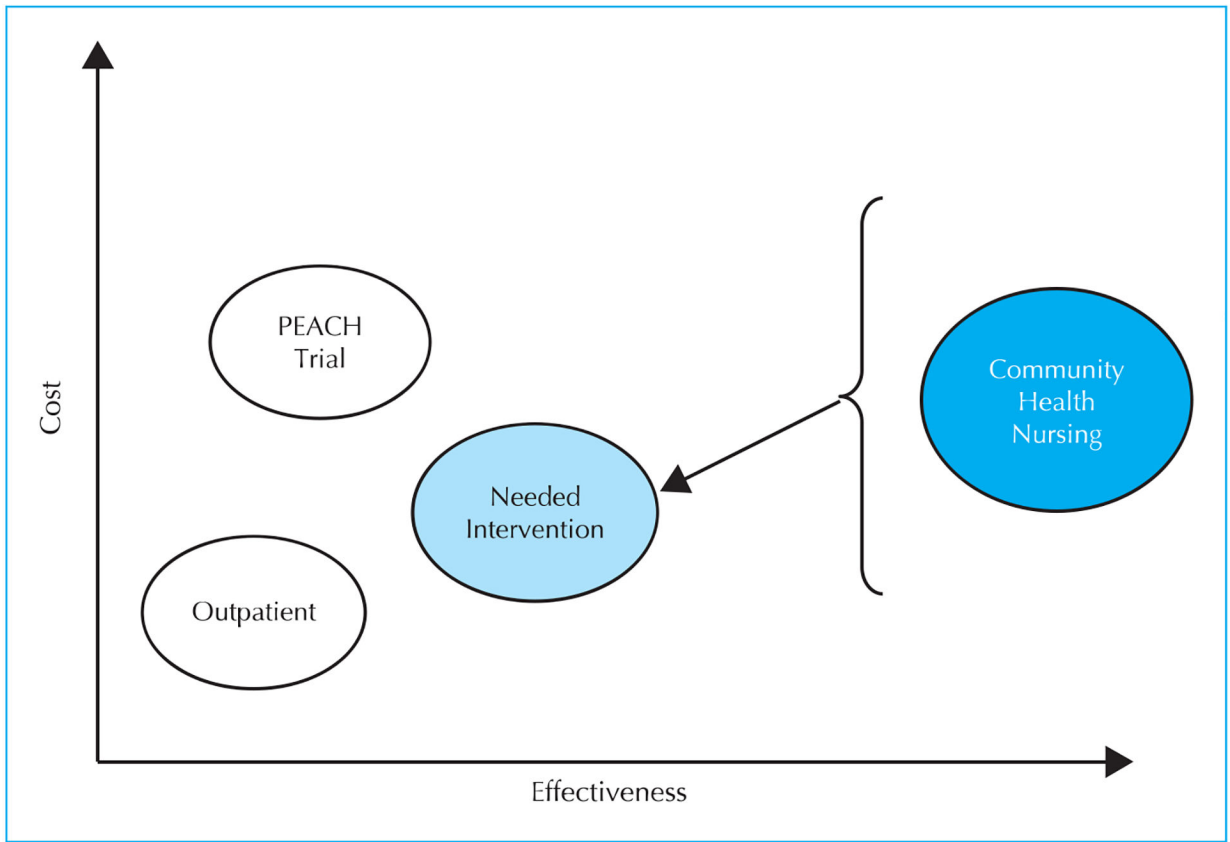 Cost
PEACH
Trial
Community
Health
Nursing
Needed
Intervention
Outpatient
Effectiveness